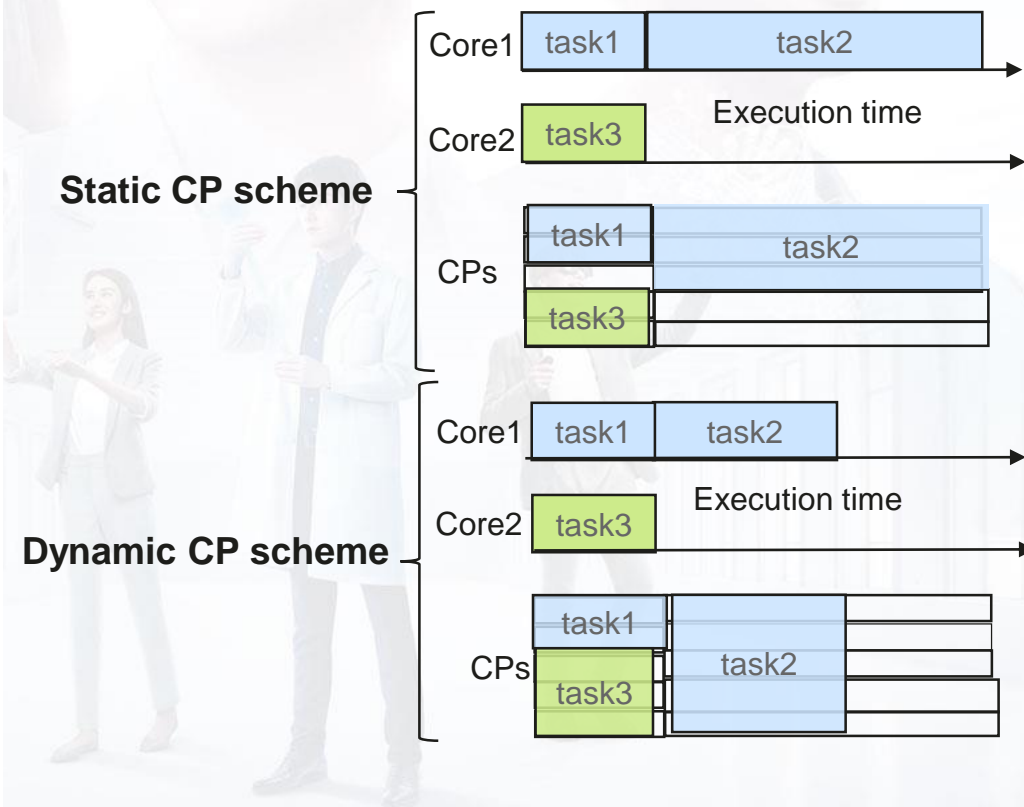 Core1 task1 task2
Execution time
Core2 task3
Static CP scheme
task1 task2
CPs
task3
Core1 task1 task2
Execution time
Core2 task3
Dynamic CP scheme
task1
CPs task2
task3